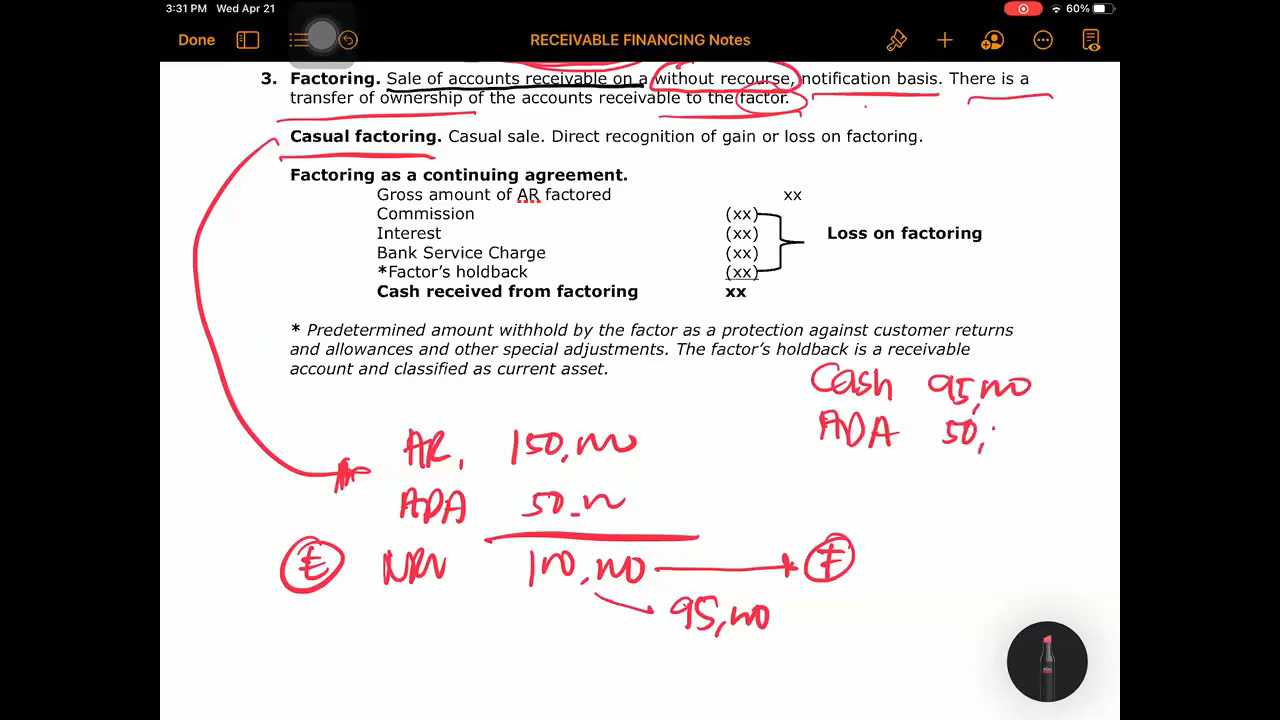 3:31 PM Wed Apr 21
60%
Done
RECEIVABLE FINANCING Notes
3. Factoring. Sale of accounts receivable on a without recourse, notification basis. There is a
transfer of ownership of the accounts receivable to the factor.
Casual factoring. Casual sale. Direct recognition of gain or loss on factoring.
Factoring as a continuing agreement.
Gross amount of AR factored xx
Commission (xx)
Interest (xx) Loss on factoring
Bank Service Charge (xx)
*Factor's holdback (xx)
Cash received from factoring xx
* Predetermined amount withhold by the factor as a protection against customer returns
and allowances and other special adjustments. The factor's holdback is a receivable
account and classified as current asset.
Cash 95,000
ADA 50,
AR, 150,000
ADA 50,000
E NRV 100,000 F
95,000